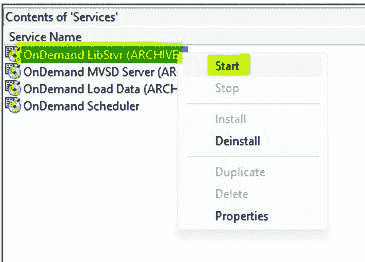 Contents of 'Services'
Service Name
OnDemand LibSrvr (ARCHIVE
OnDemand MVSD Server (AR
OnDemand Load Data (ARCH
OnDemand Scheduler
Start
Stop
Install
Deinstall
Duplicate
Delete
Properties